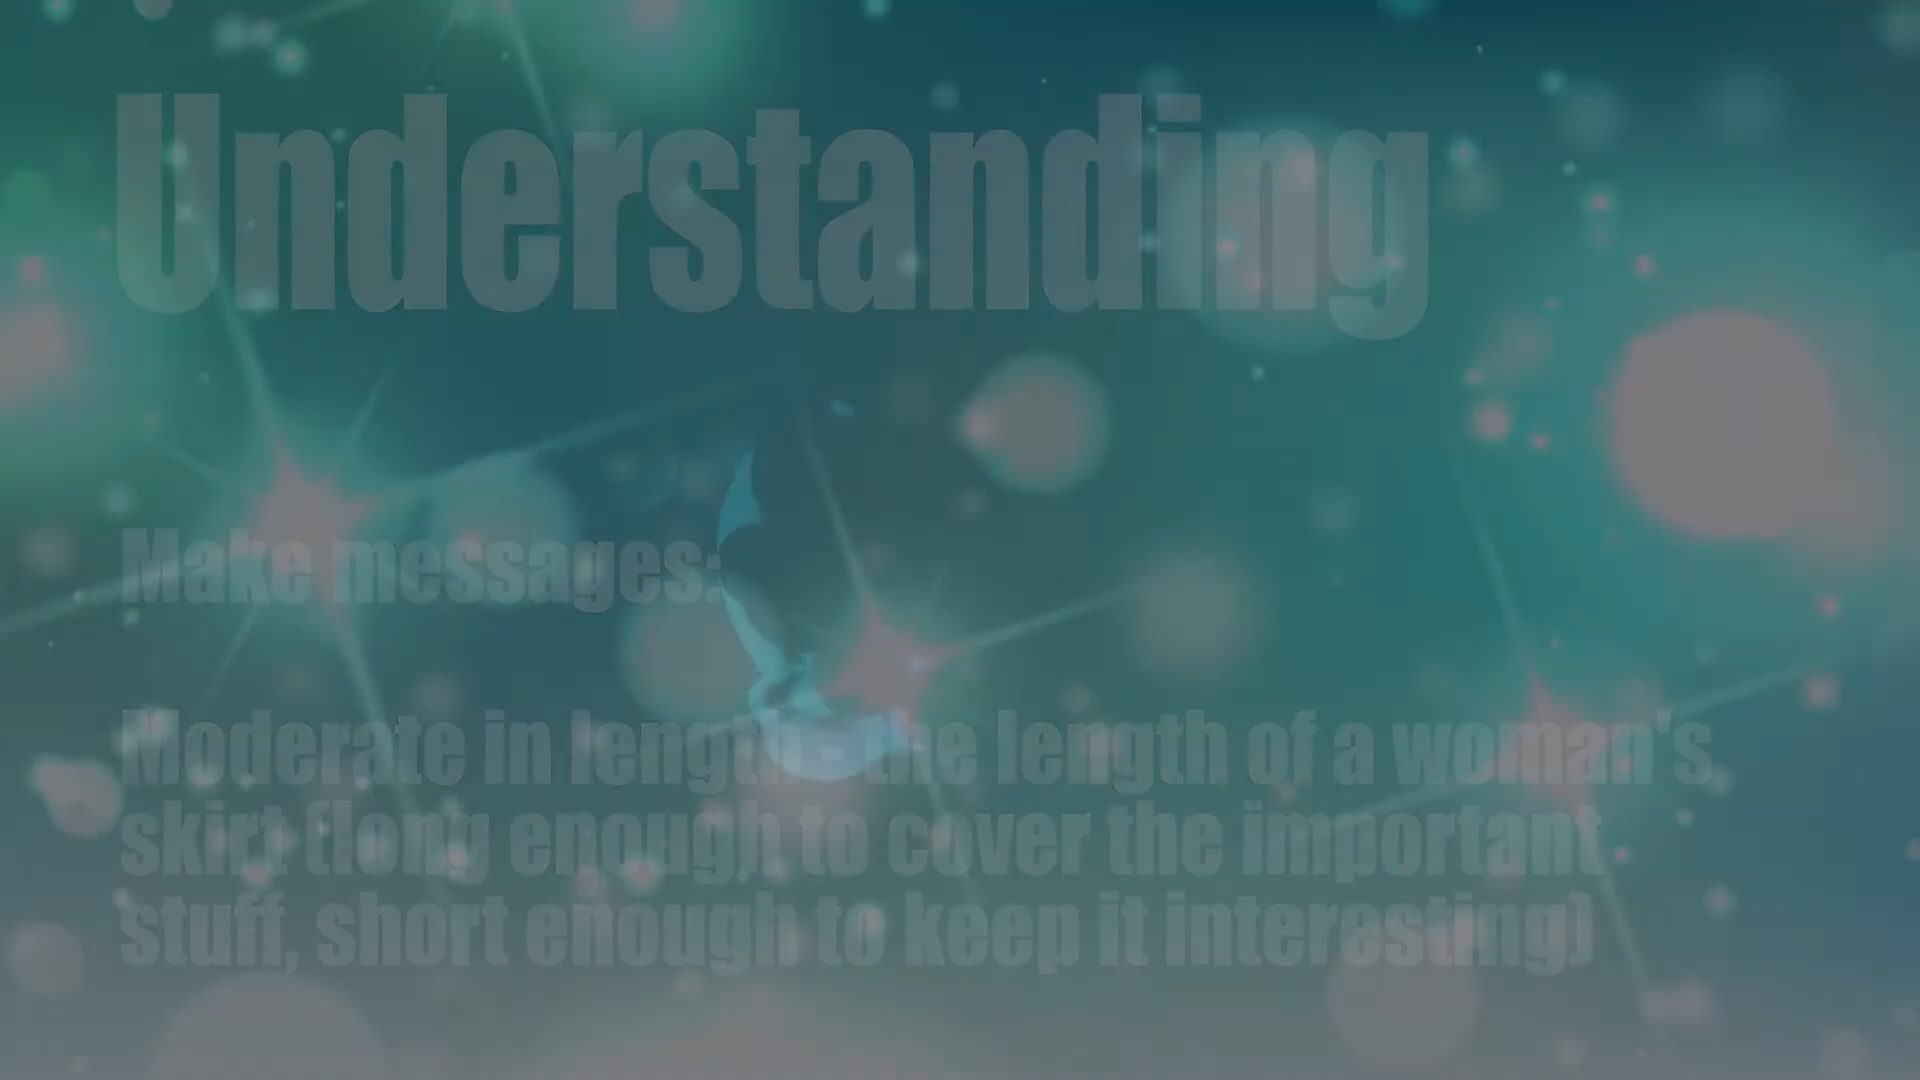 Understanding
Make messages:
Moderate in length - the length of a woman's
skirt (long enough to cover the important
stuff, short enough to keep it interesting)